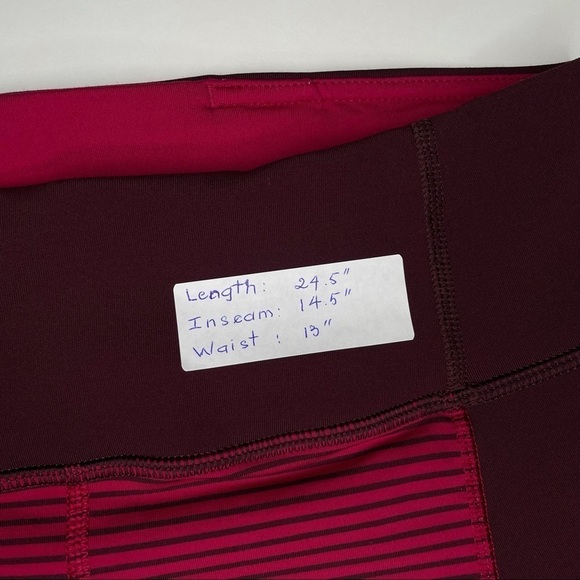 Length: 24.5"
Inseam: 14.5"
Waist : 13"